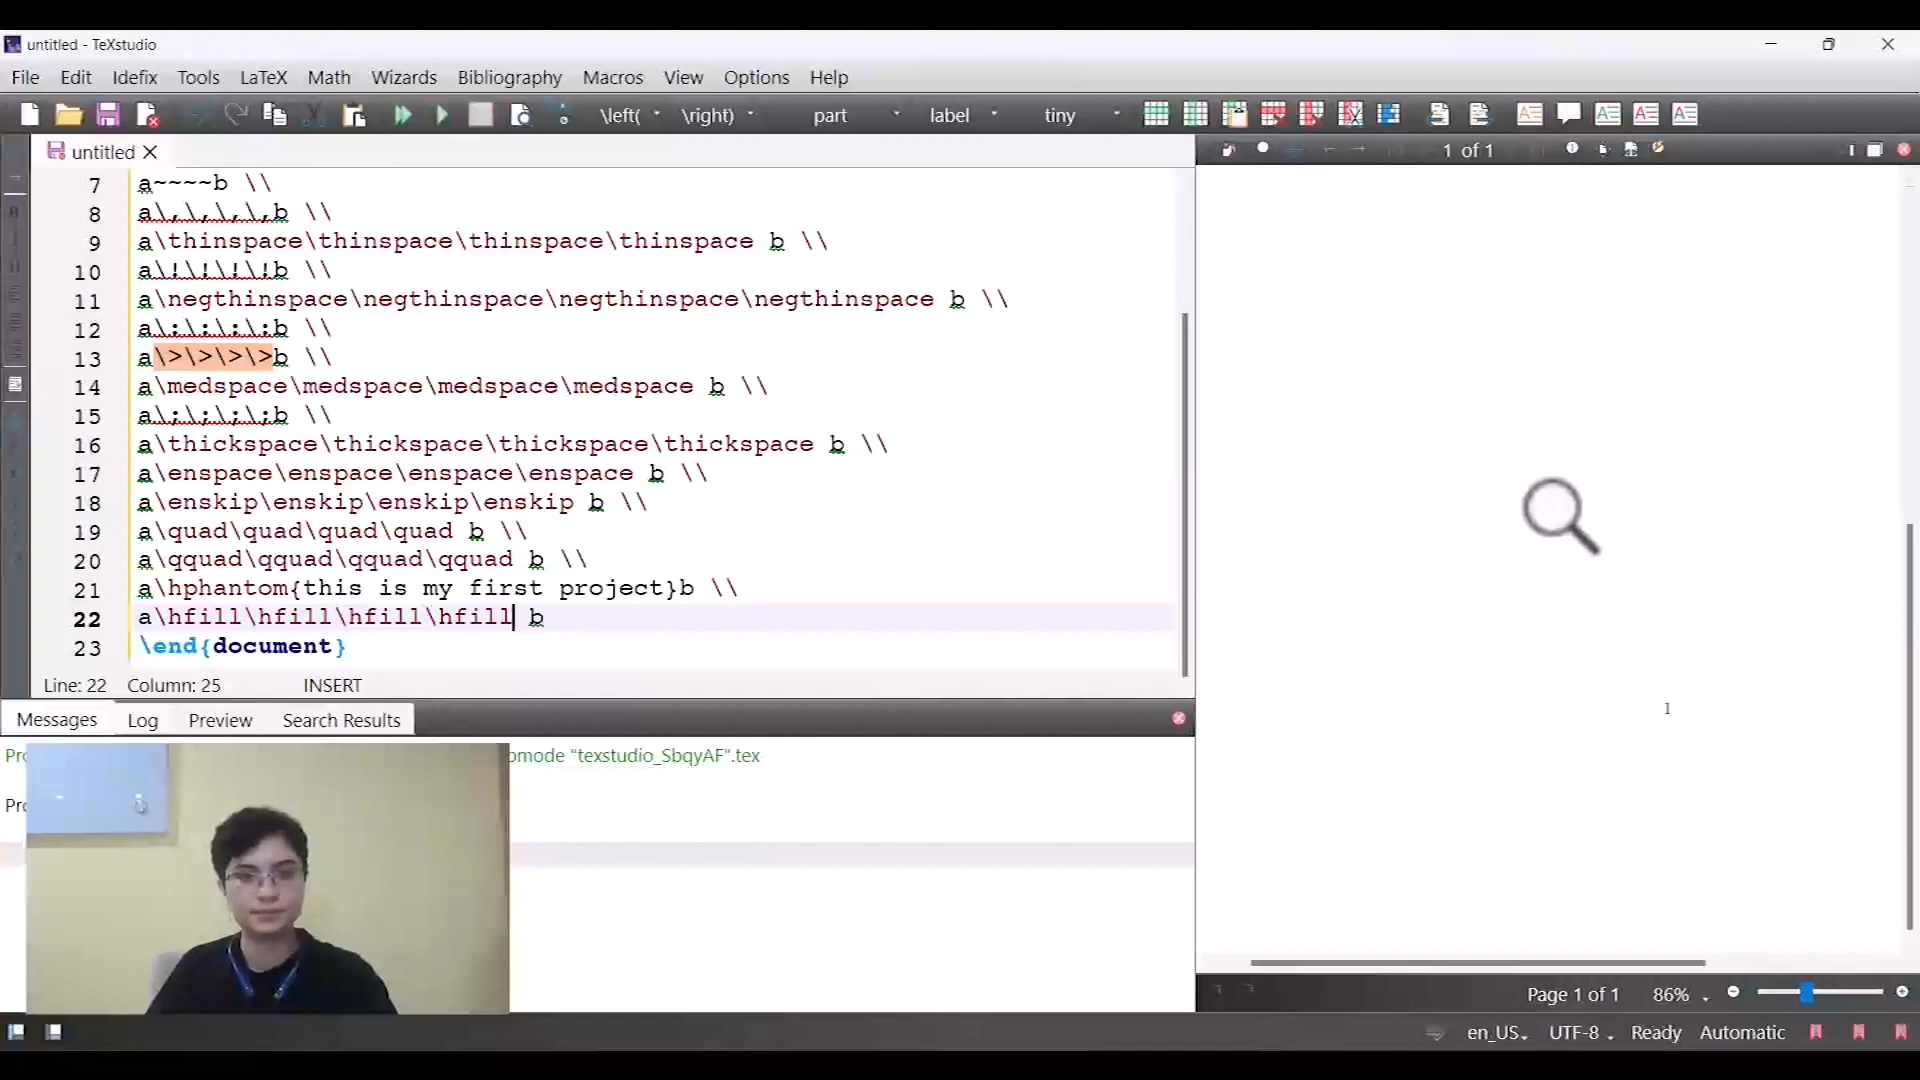 untitled - TeXstudio
File Edit Idefix Tools LaTeX Math Wizards Bibliography Macros View Options Help
\left( \right) part label tiny
untitled
1 of 1
7 a~~~~b \\
8 a\,\,\,\,b \\
9 a\thinspace\thinspace\thinspace\thinspace b \\
10 a\!\!\!\!b \\
11 a\negthinspace\negthinspace\negthinspace\negthinspace b \\
12 a\:\:\:\:b \\
13 a\>\>\>\>b \\
14 a\medspace\medspace\medspace\medspace b \\
15 a\;\;\;\;b \\
16 a\thickspace\thickspace\thickspace\thickspace b \\
17 a\enspace\enspace\enspace\enspace b \\
18 a\enskip\enskip\enskip\enskip b \\
19 a\quad\quad\quad\quad b \\
20 a\qquad\qquad\qquad\qquad b \\
21 a\hphantom{this is my first project}b \\
22 a\hfill\hfill\hfill\hfill b
23 \end{document}
1
Line: 22 Column: 25 INSERT
Messages Log Preview Search Results
Pro omode "texstudio_SbqyAF".tex
Pro
Page 1 of 1 86%
en_US UTF-8 Ready Automatic